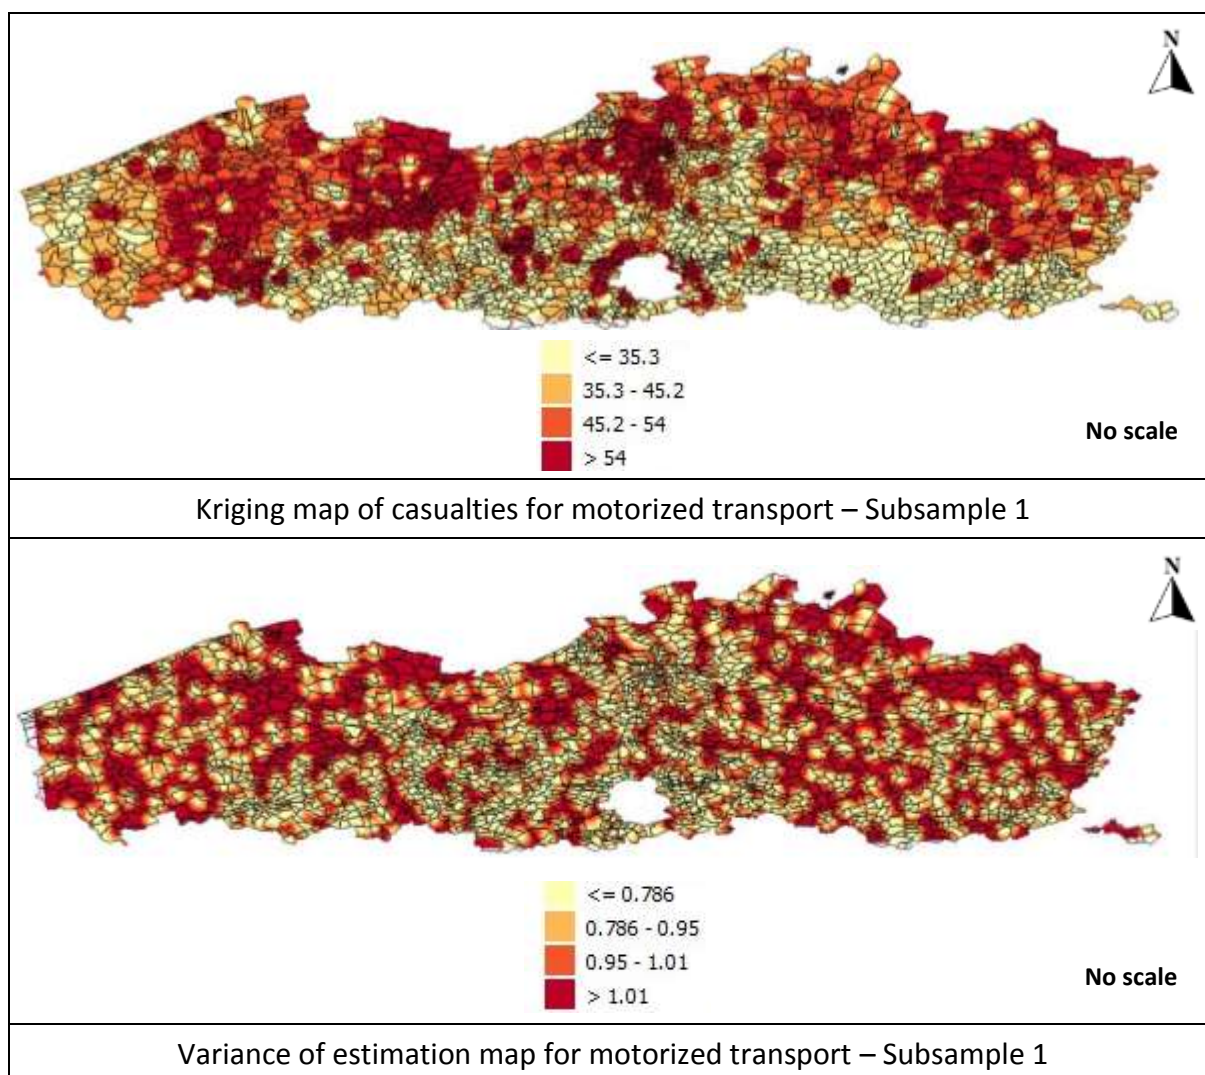 N
<= 35.3
35.3 - 45.2
45.2 - 54
> 54
No scale
Kriging map of casualties for motorized transport – Subsample 1
N
<= 0.786
0.786 - 0.95
0.95 - 1.01
> 1.01
No scale
Variance of estimation map for motorized transport – Subsample 1